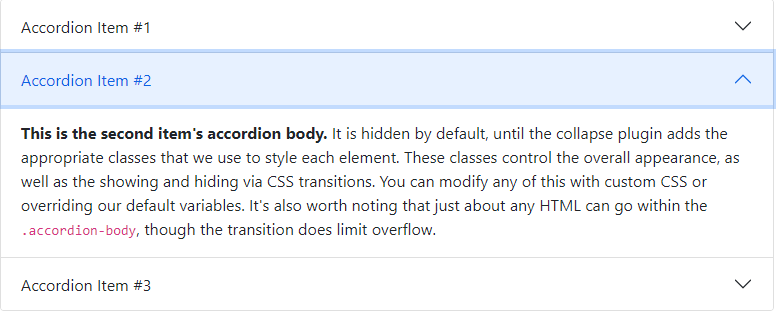 Accordion Item #1
Accordion Item #2
This is the second item's accordion body. It is hidden by default, until the collapse plugin adds the
appropriate classes that we use to style each element. These classes control the overall appearance, as
well as the showing and hiding via CSS transitions. You can modify any of this with custom CSS or
overriding our default variables. It's also worth noting that just about any HTML can go within the
.accordion-body, though the transition does limit overflow.
Accordion Item #3